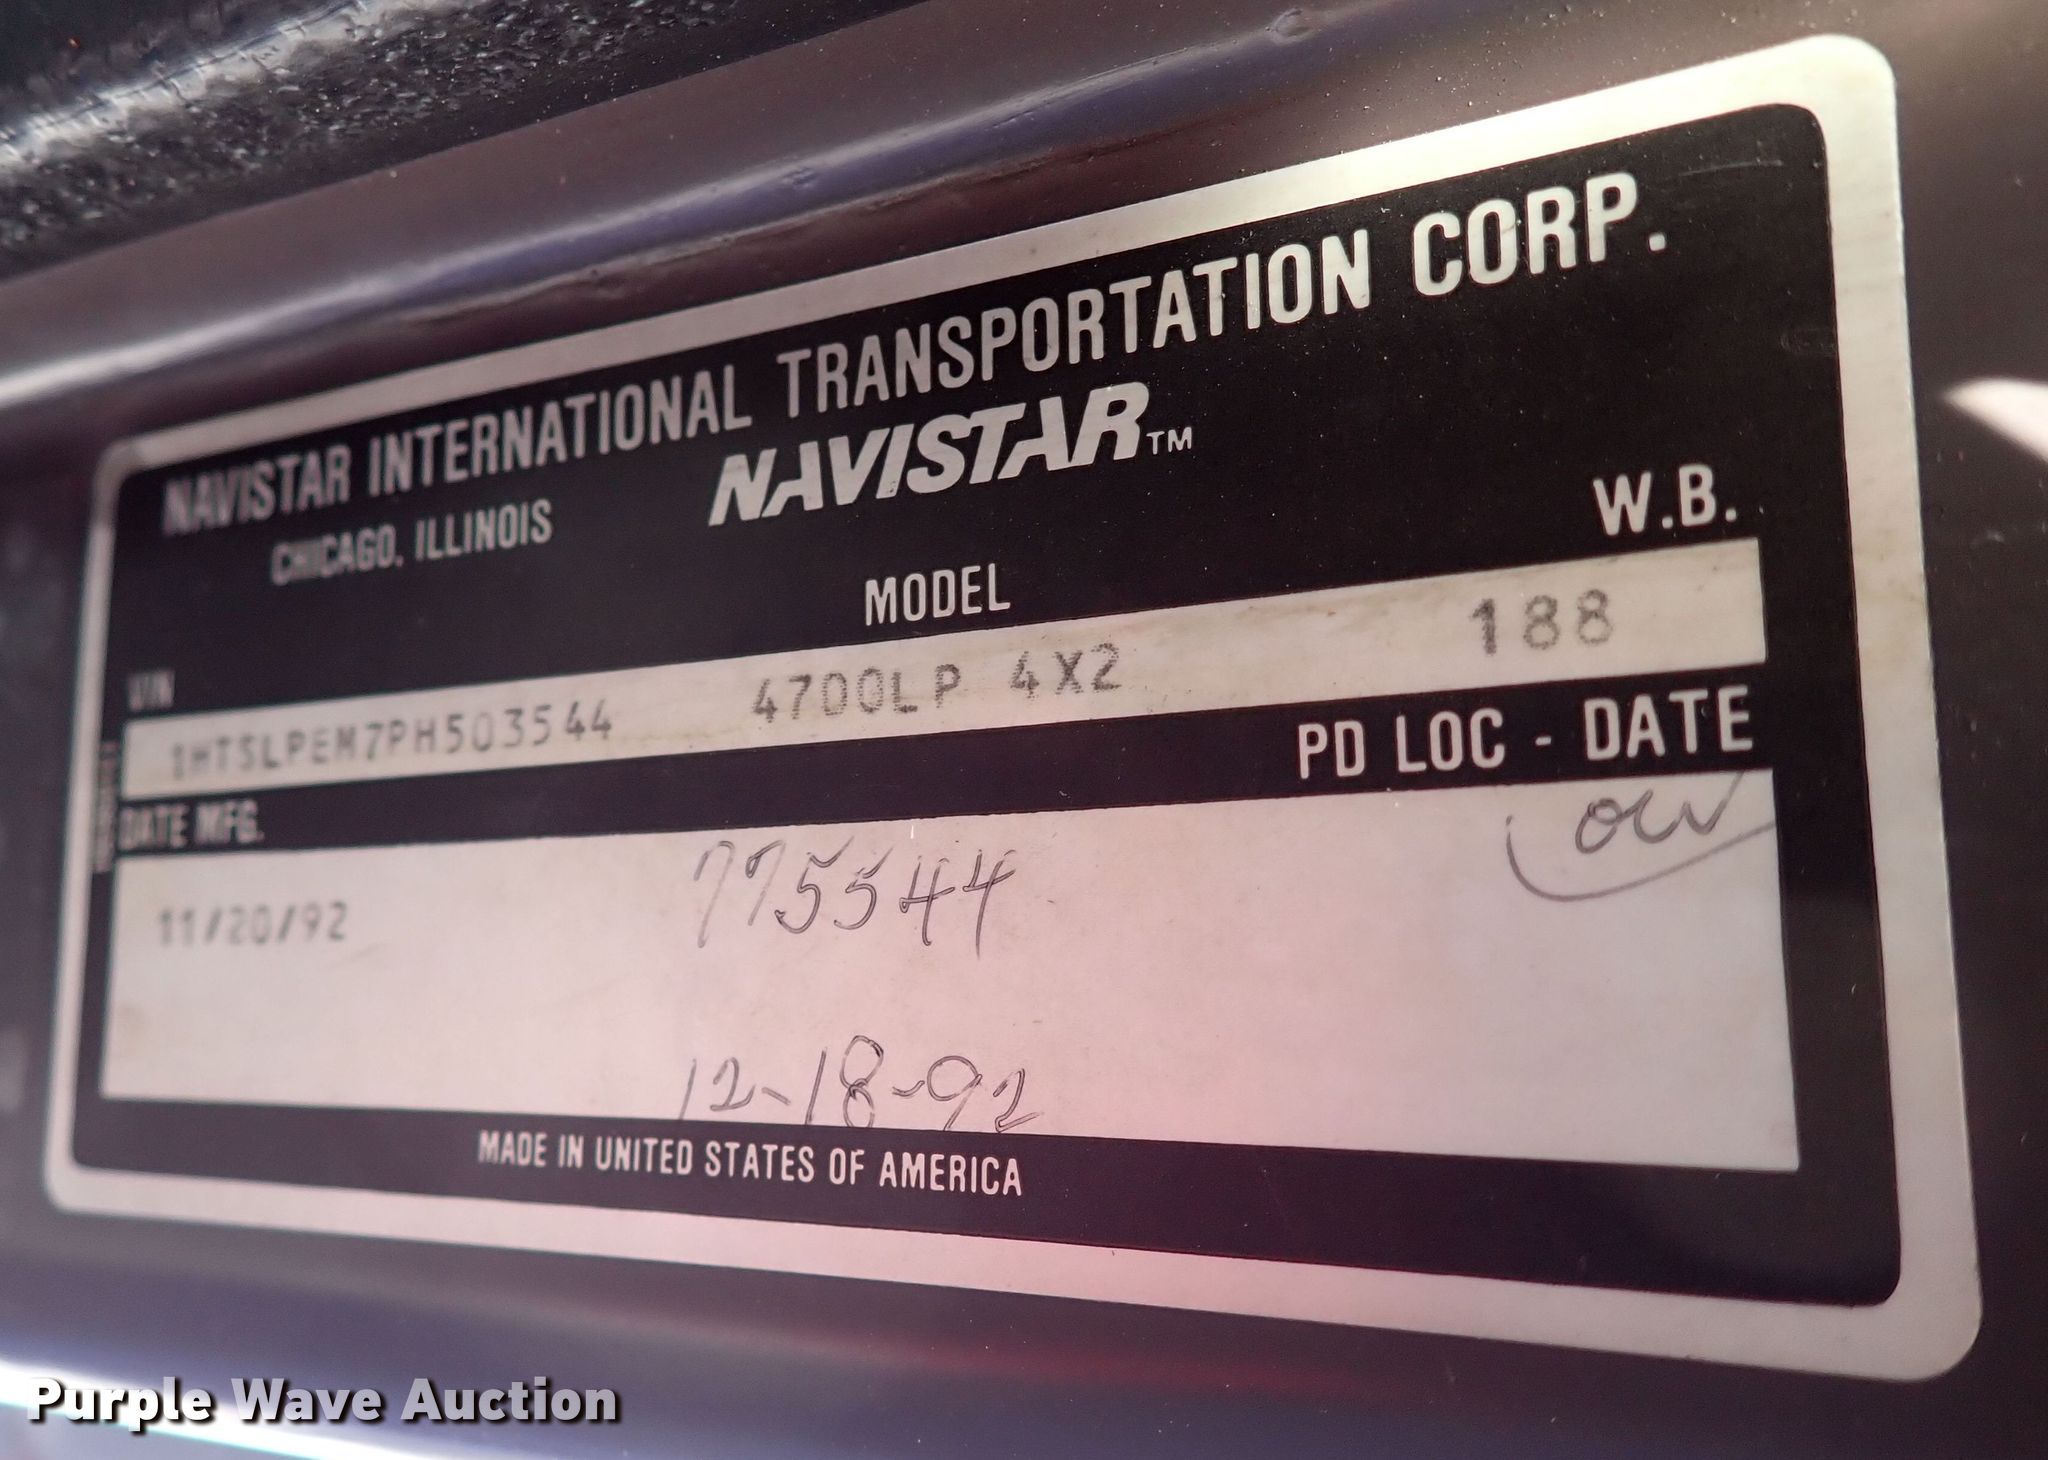 NAVISTAR INTERNATIONAL TRANSPORTATION CORP.
CHICAGO, ILLINOIS
NAVISTAR™
VIN MODEL W.B.
1HTSLPEM7PH503544 4700LP 4X2 188
DATE MFG. PD LOC - DATE
11/20/92 775544
12-18-92
MADE IN UNITED STATES OF AMERICA
Purple Wave Auction